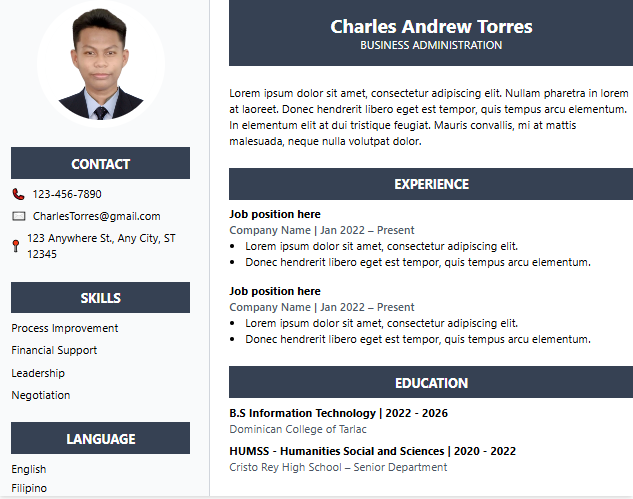 Charles Andrew Torres
BUSINESS ADMINISTRATION
Lorem ipsum dolor sit amet, consectetur adipiscing elit. Nullam pharetra in lorem
at laoreet. Donec hendrerit libero eget est tempor, quis tempus arcu elementum.
In elementum elit at dui tristique feugiat. Mauris convallis, mi at mattis
malesuada, neque nulla volutpat dolor.
CONTACT
123-456-7890
CharlesTorres@gmail.com
123 Anywhere St., Any City, ST
12345
SKILLS
Process Improvement
Financial Support
Leadership
Negotiation
LANGUAGE
English
Filipino
EXPERIENCE
Job position here
Company Name | Jan 2022 – Present
• Lorem ipsum dolor sit amet, consectetur adipiscing elit.
• Donec hendrerit libero eget est tempor, quis tempus arcu elementum.
Job position here
Company Name | Jan 2022 – Present
• Lorem ipsum dolor sit amet, consectetur adipiscing elit.
• Donec hendrerit libero eget est tempor, quis tempus arcu elementum.
EDUCATION
B.S Information Technology | 2022 - 2026
Dominican College of Tarlac
HUMSS - Humanities Social and Sciences | 2020 - 2022
Cristo Rey High School – Senior Department